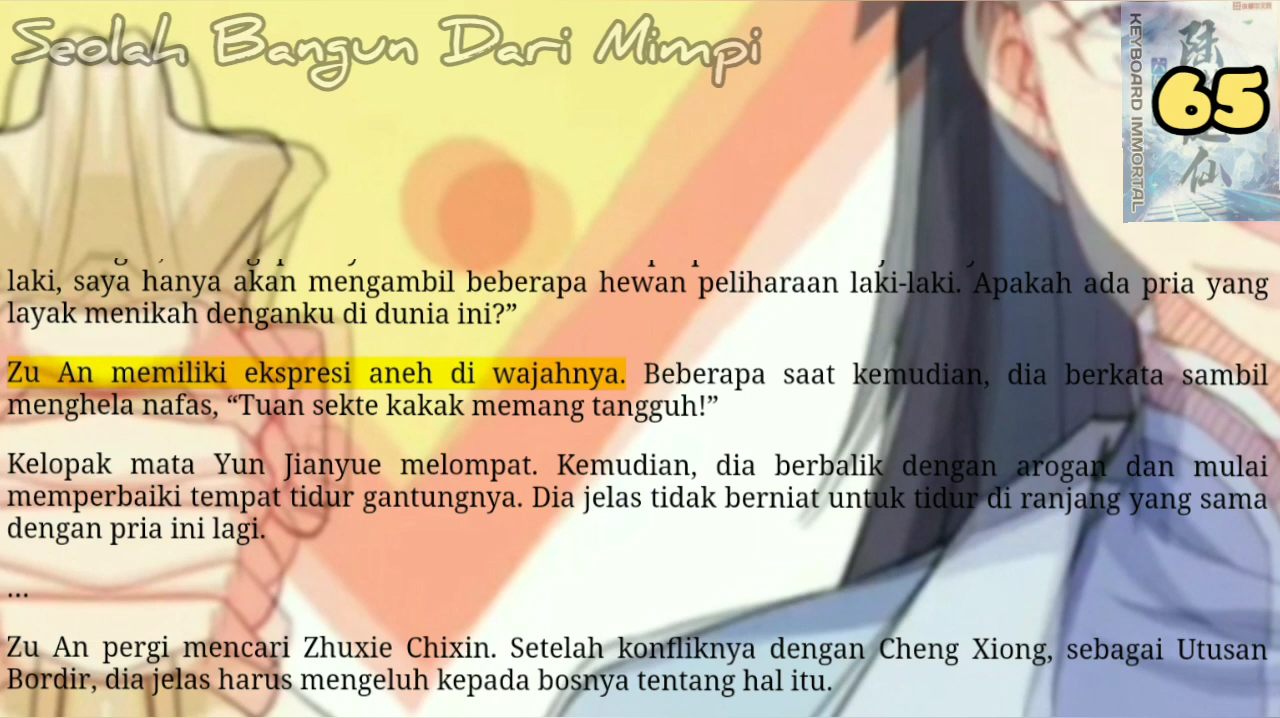 Seolah Bangun Dari Mimpi
65
KEYBOARD IMMORTAL
laki, saya hanya akan mengambil beberapa hewan peliharaan laki-laki. Apakah ada pria yang
layak menikah denganku di dunia ini?”
Zu An memiliki ekspresi aneh di wajahnya. Beberapa saat kemudian, dia berkata sambil
menghela nafas, “Tuan sekte kakak memang tangguh!”
Kelopak mata Yun Jianyue melompat. Kemudian, dia berbalik dengan arogan dan mulai
memperbaiki tempat tidur gantungnya. Dia jelas tidak berniat untuk tidur di ranjang yang sama
dengan pria ini lagi.
...
Zu An pergi mencari Zhuxie Chixin. Setelah konfliknya dengan Cheng Xiong, sebagai Utusan
Bordir, dia jelas harus mengeluh kepada bosnya tentang hal itu.